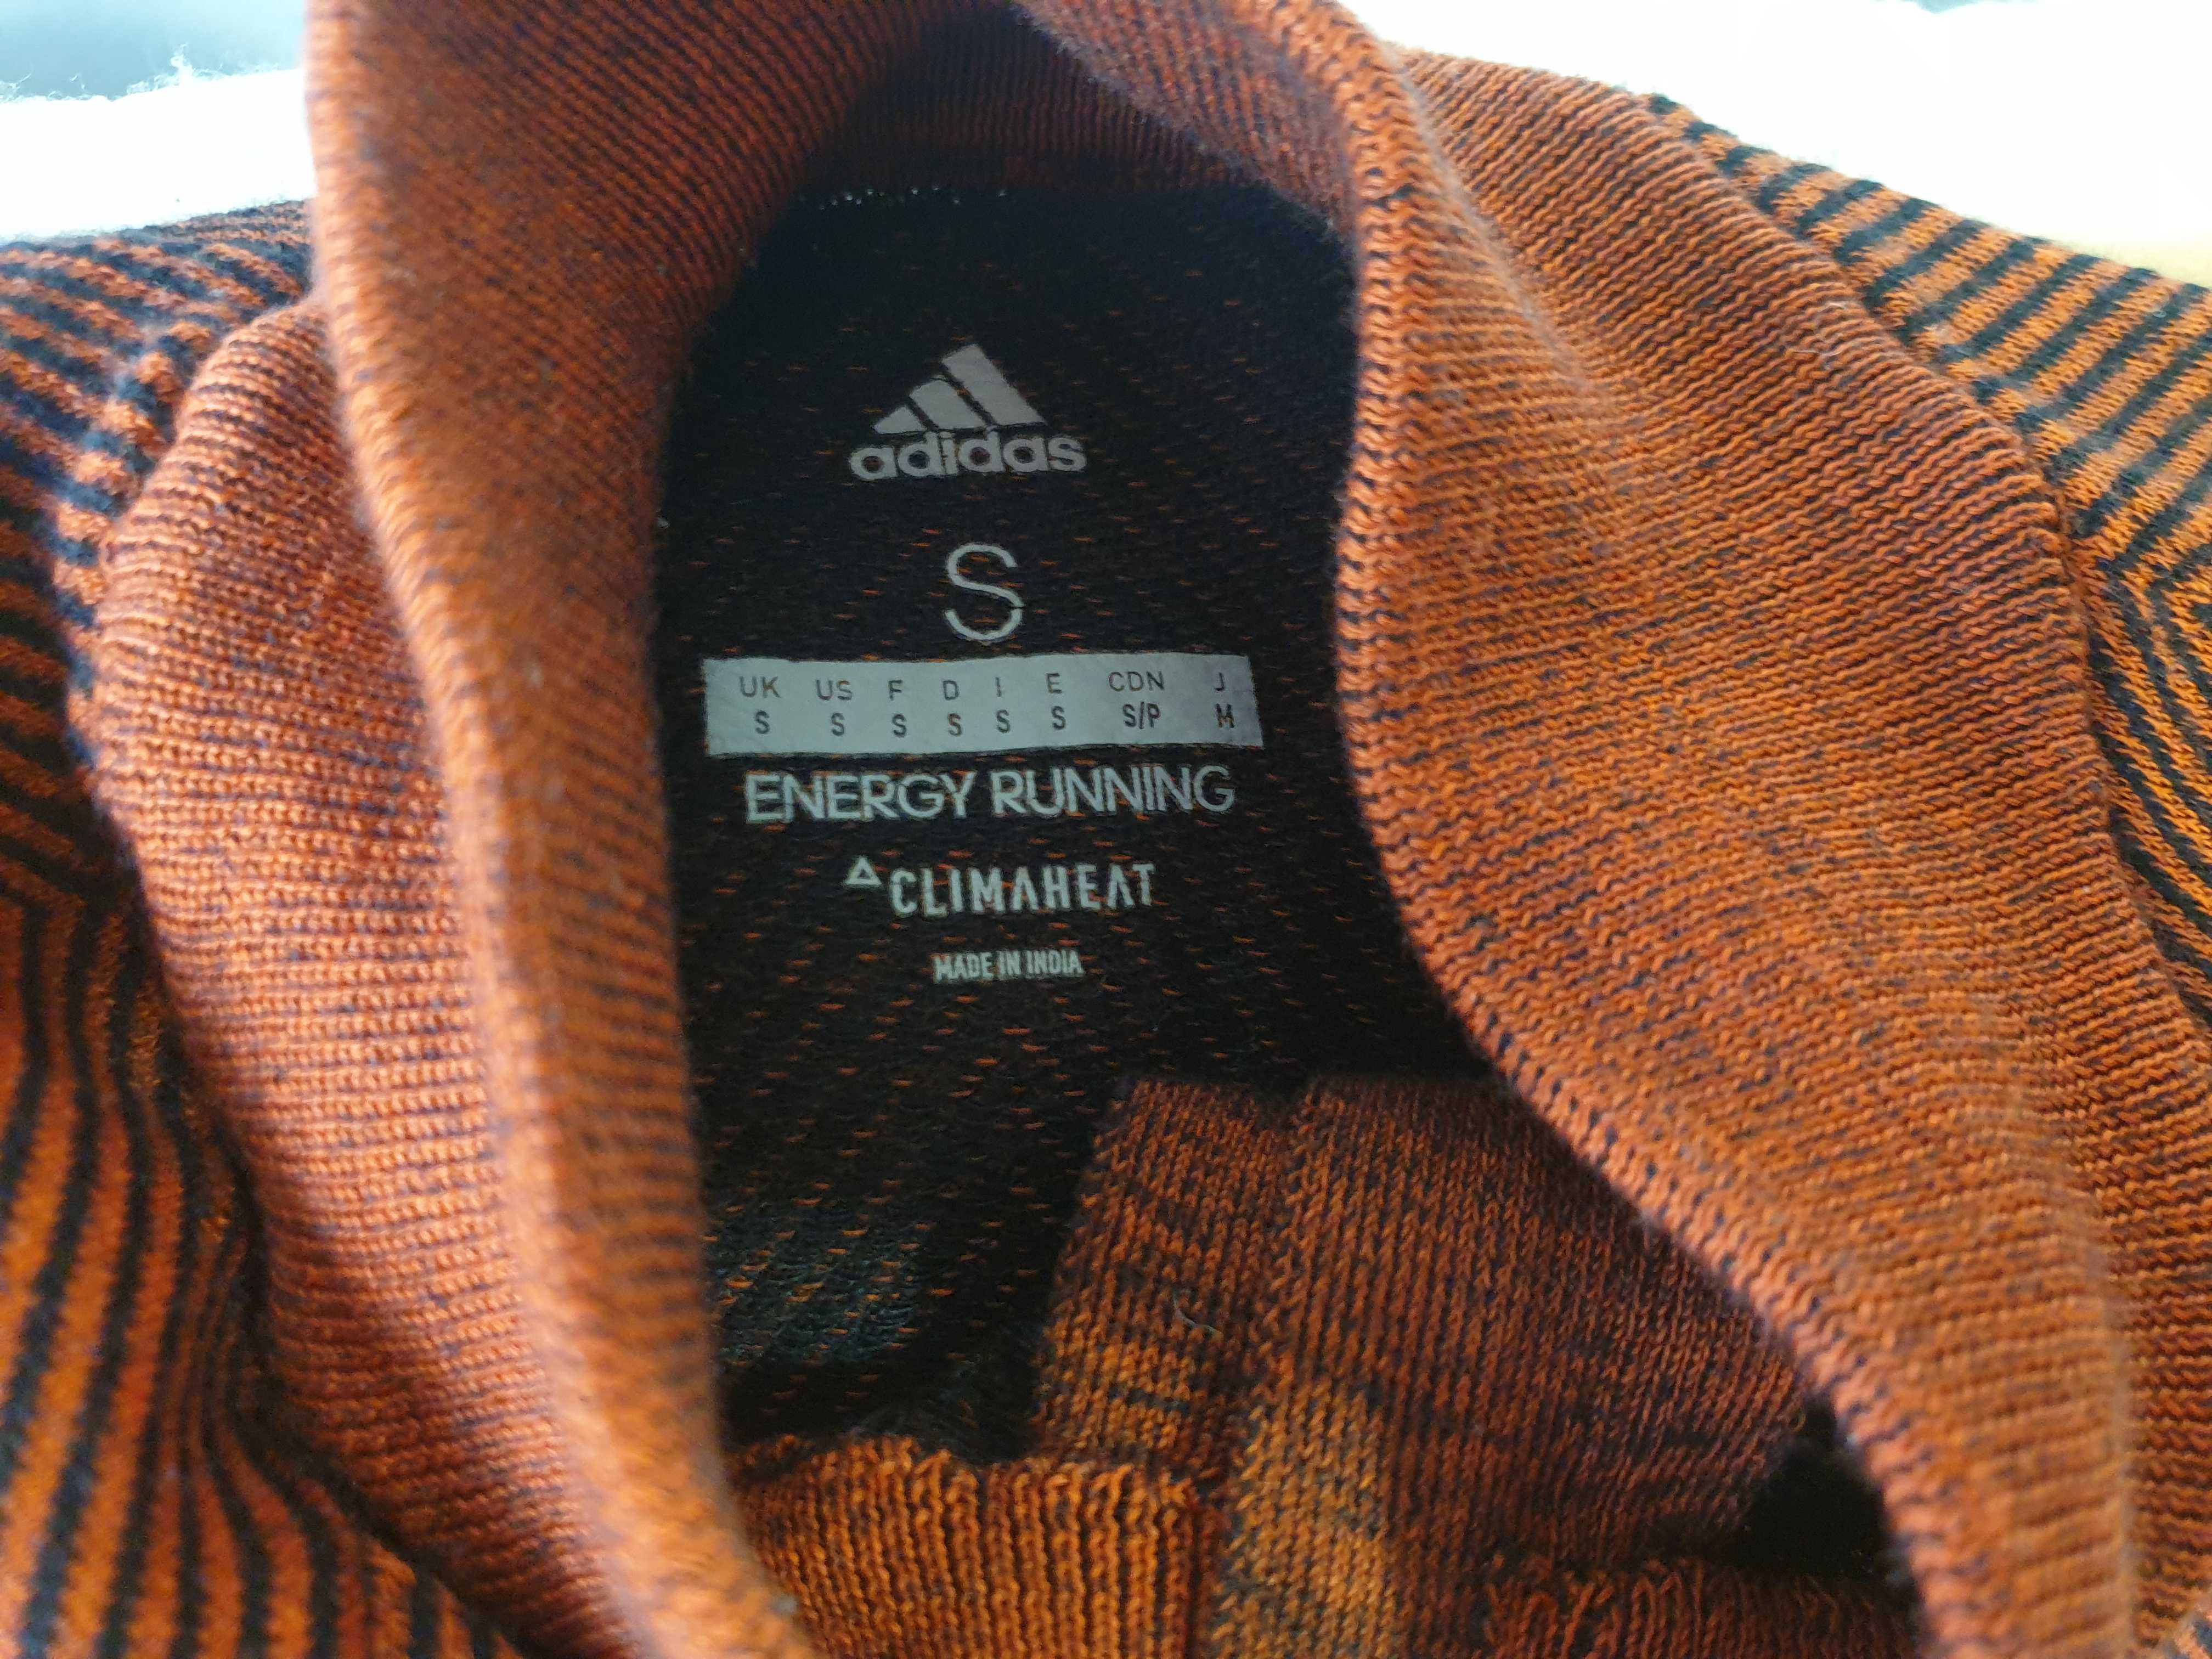 adidas
S
UK US F D I E CDN J
S S S S S S S/P M
ENERGY RUNNING
CLIMAHEAT
MADE IN INDIA